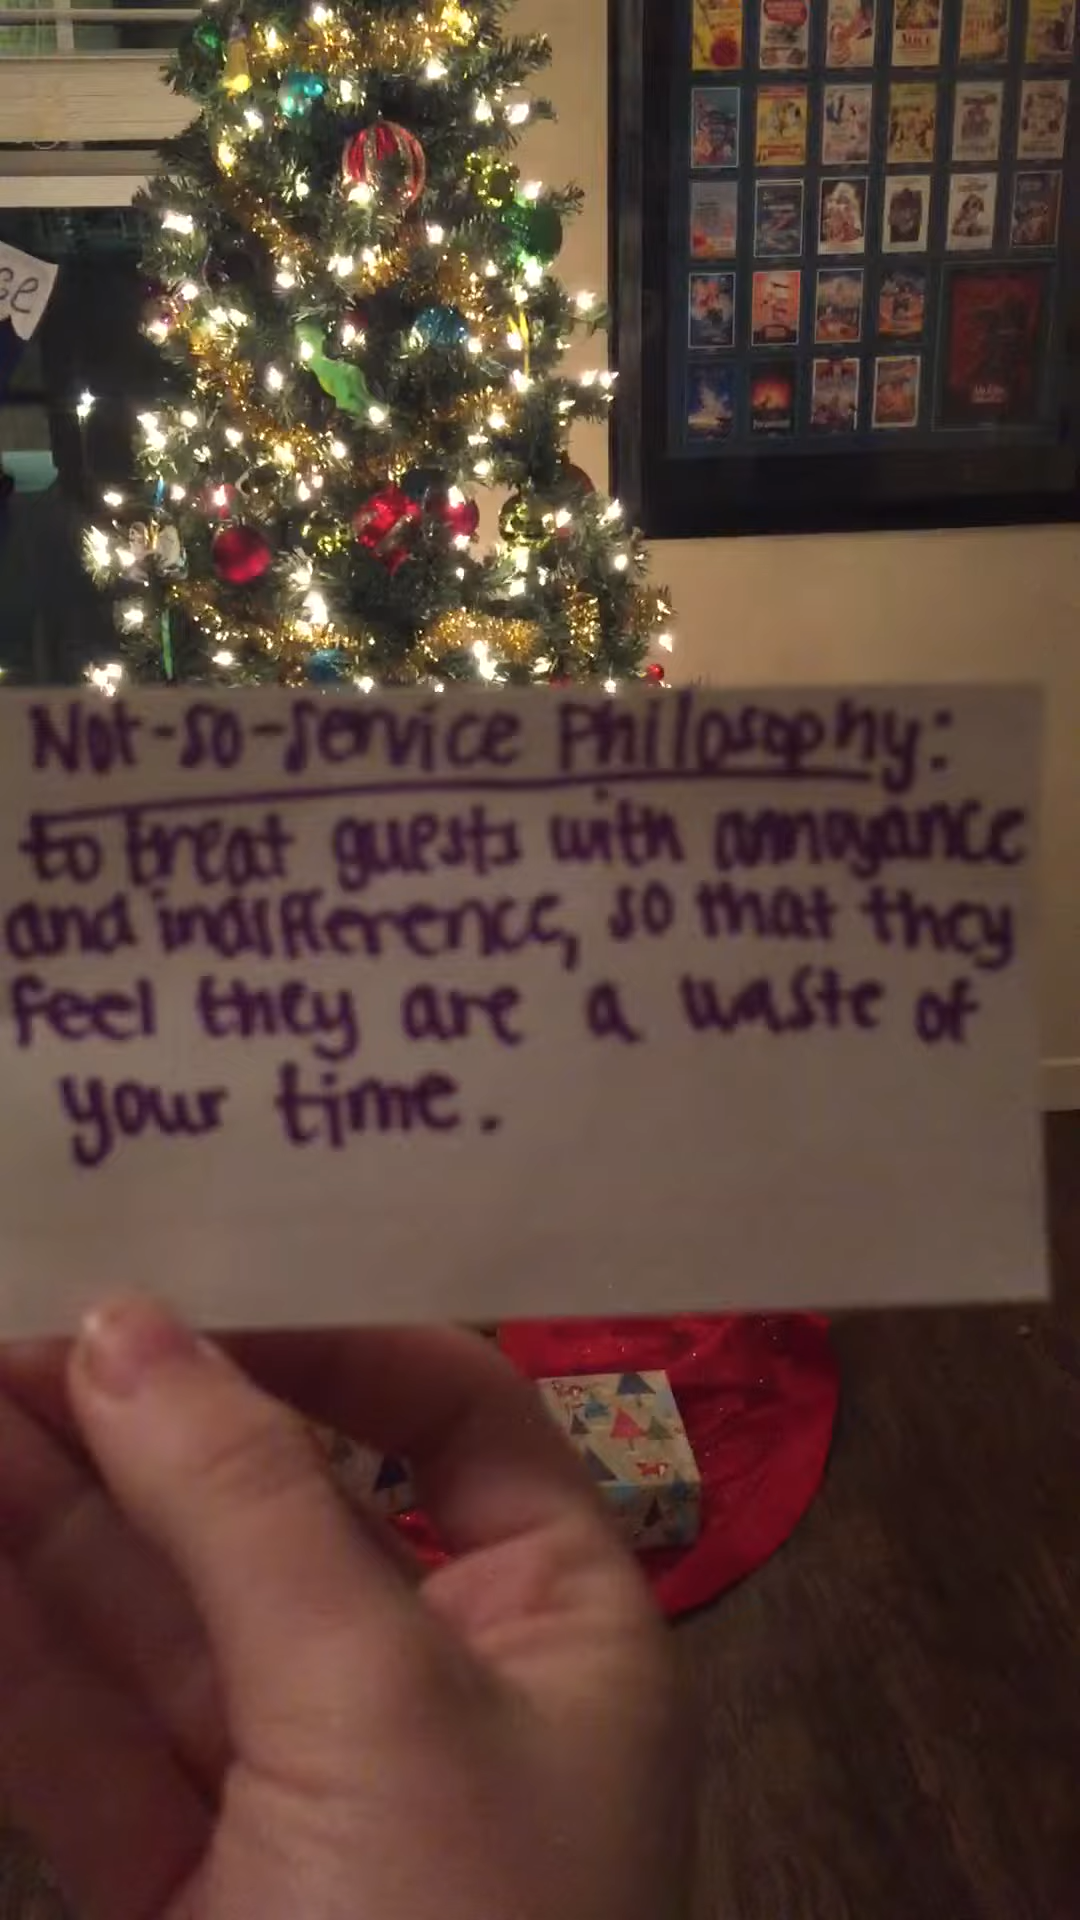 se
Not-so-service Philosophy:
to treat guests with annoyance
and indifference, so that they
feel they are a waste of
your time.